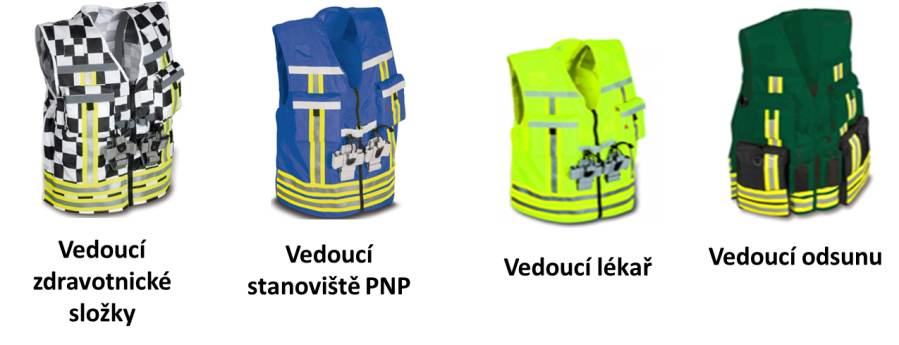 Vedoucí
zdravotnické
složky
Vedoucí
stanoviště PNP
Vedoucí lékař
Vedoucí odsunu